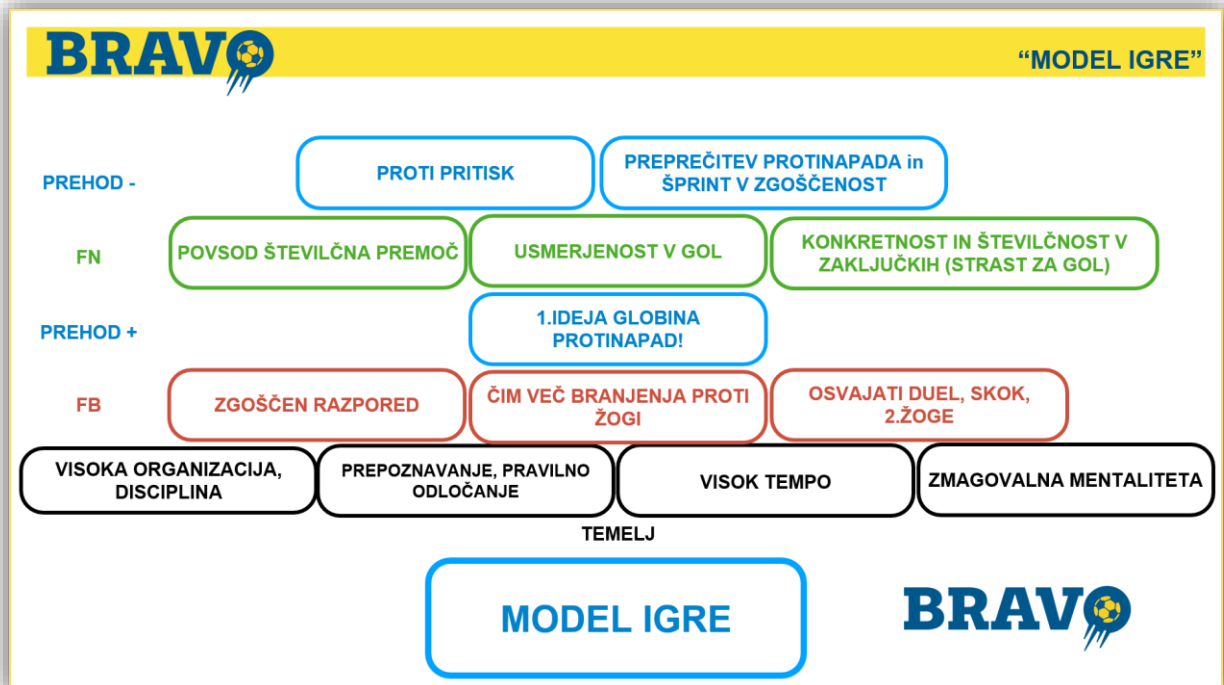 BRAVO
“MODEL IGRE”
PREHOD -
PROTI PRITISK
PREPREČITEV PROTINAPADA in
ŠPRINT V ZGOŠČENOST
FN
POVSOD ŠTEVILČNA PREMOČ
USMERJENOST V GOL
KONKRETNOST IN ŠTEVILČNOST V
ZAKLJUČKIH (STRAST ZA GOL)
PREHOD +
1.IDEJA GLOBINA
PROTINAPAD!
FB
ZGOŠČEN RAZPORED
ČIM VEČ BRANJENJA PROTI
ŽOGI
OSVAJATI DUEL, SKOK,
2.ŽOGE
VISOKA ORGANIZACIJA,
DISCIPLINA
PREPOZNAVANJE, PRAVILNO
ODLOČANJE
VISOK TEMPO
ZMAGOVALNA MENTALITETA
TEMELJ
MODEL IGRE
BRAVO